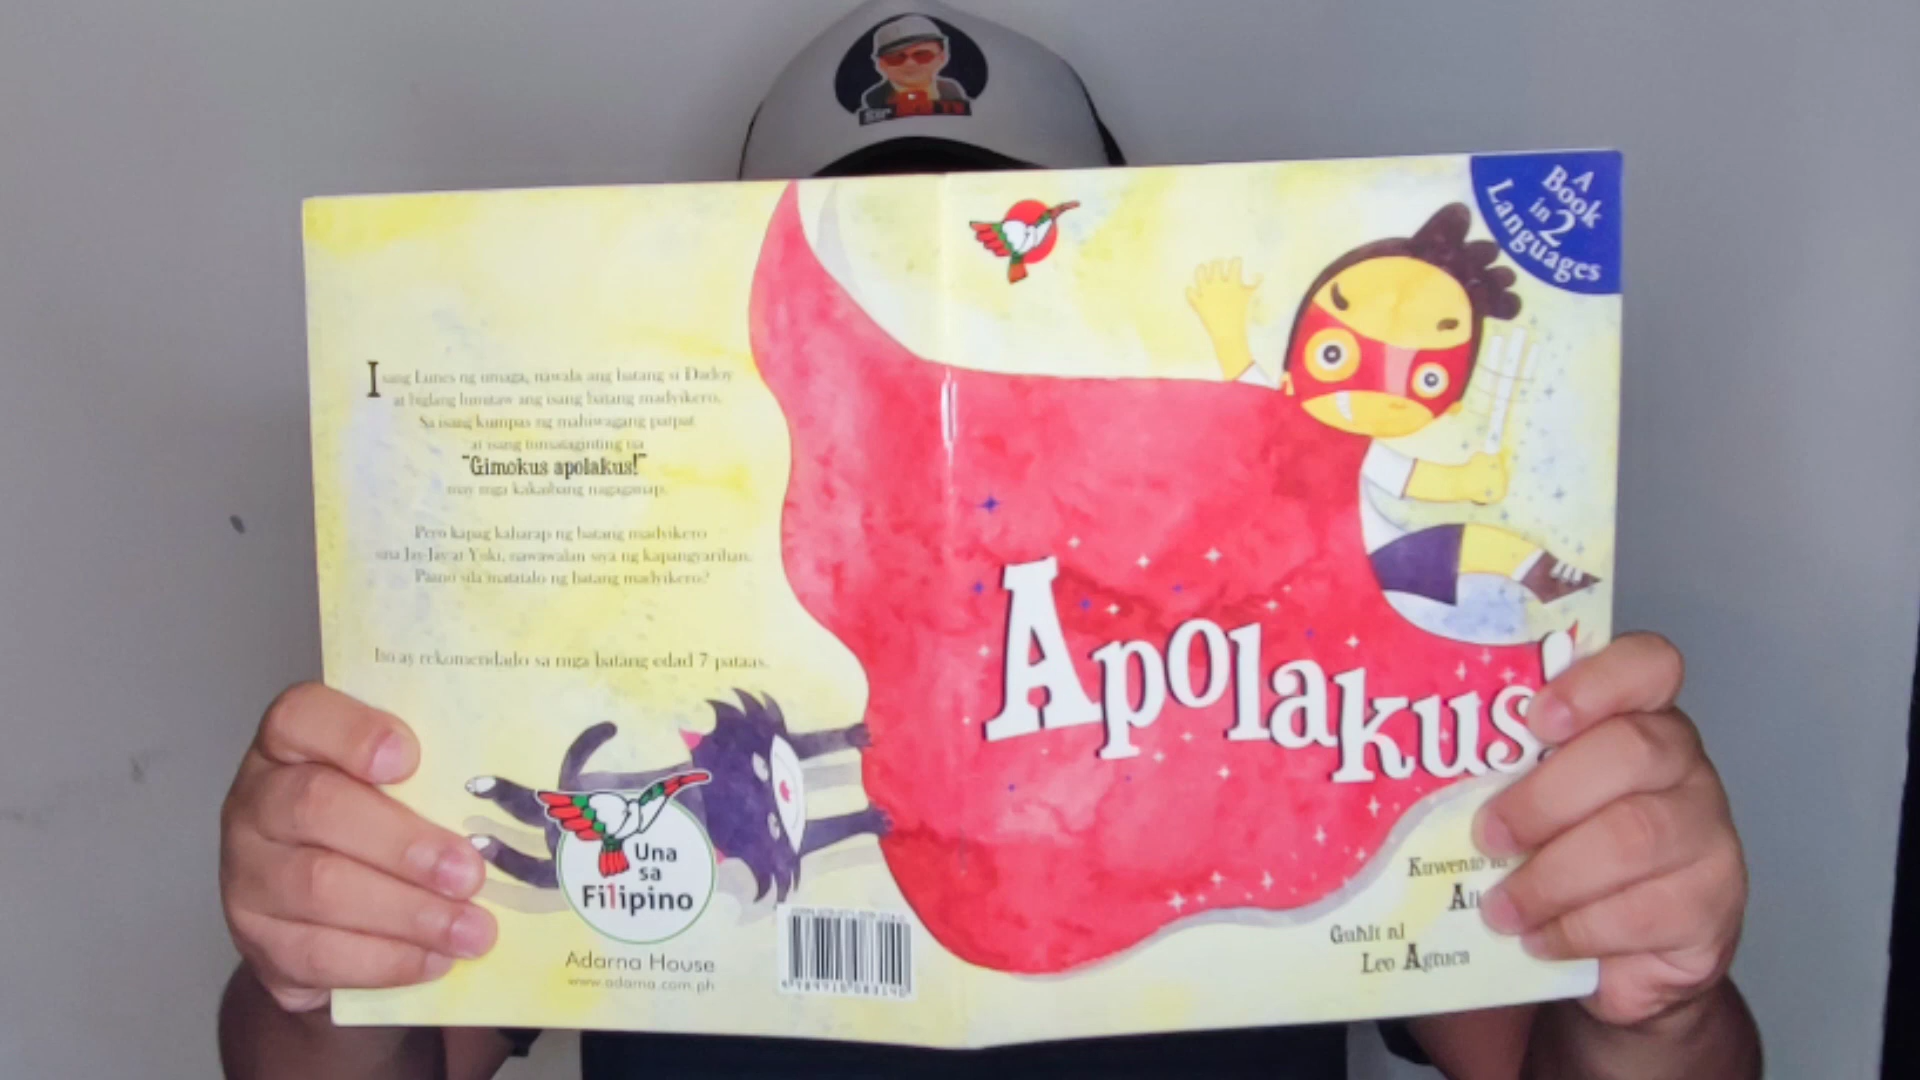 Isang Lunes ng umaga, nawala ang batang si Dadoy
at biglang lumitaw ang isang batang madyikero.
Sa isang kumpas ng mahiwagang patpat
at isang tumataginting na
"Gimokus apolakus!"
may mga kakaibang nagaganap.
Pero kapag kaharap ng batang madyikero
sina Jay-Jay at Yuki, nawawalan siya ng kapangyarihan.
Paano sila matatalo ng batang madyikero?
Ito ay rekomendado sa mga batang edad 7 pataas.
Una
sa
Filipino
Adarna House
www.adarna.com.ph
A
Book
in 2
Languages
Apolakus!
Kuwento ni
Guhit ni
Leo Agtuca